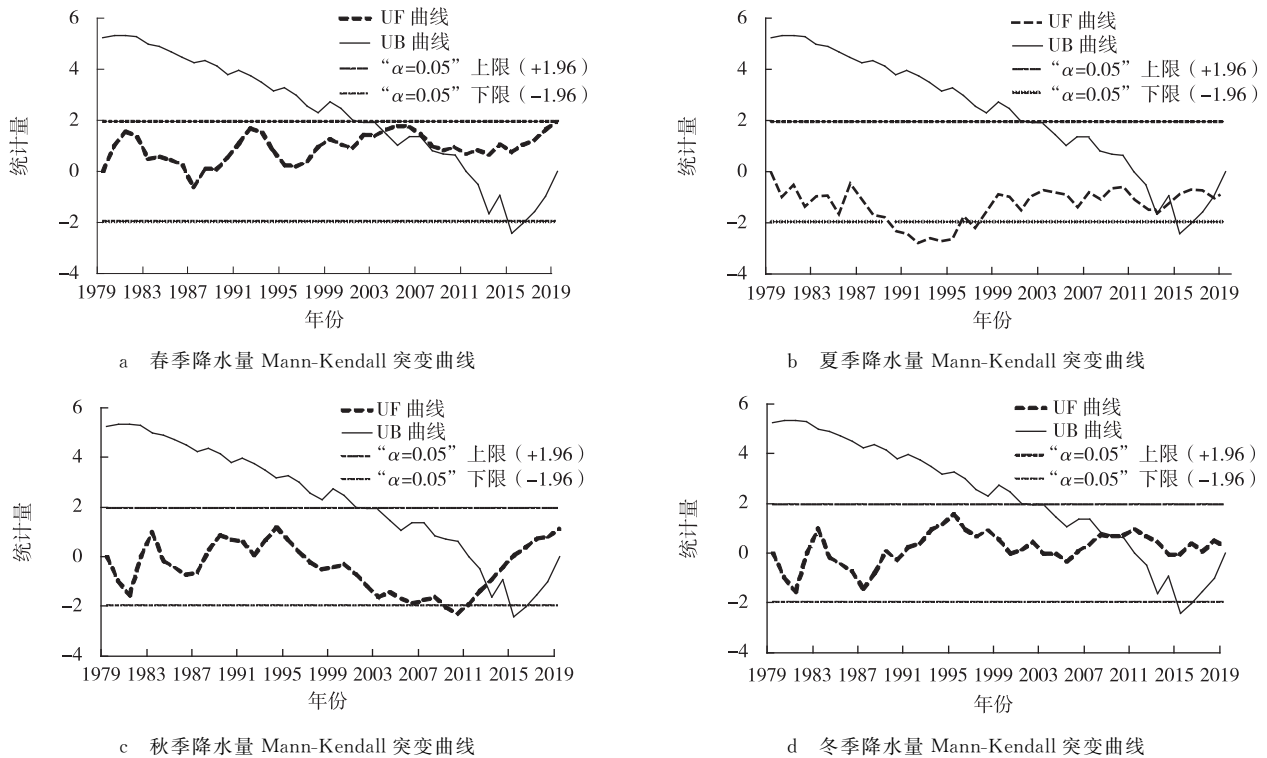 6
4
2
0
−2
−4
统计量
UF 曲线
UB 曲线
“α=0.05”上限（+1.96）
“α=0.05”下限（−1.96）
1979 1983 1987 1991 1995 1999 2003 2007 2011 2015 2019
年份
a 春季降水量 Mann-Kendall 突变曲线
6
4
2
0
−2
−4
统计量
UF 曲线
UB 曲线
“α=0.05”上限（+1.96）
“α=0.05”下限（−1.96）
1979 1983 1987 1991 1995 1999 2003 2007 2011 2015 2019
年份
b 夏季降水量 Mann-Kendall 突变曲线
6
4
2
0
−2
−4
统计量
UF 曲线
UB 曲线
“α=0.05”上限（+1.96）
“α=0.05”下限（−1.96）
1979 1983 1987 1991 1995 1999 2003 2007 2011 2015 2019
年份
c 秋季降水量 Mann-Kendall 突变曲线
6
4
2
0
−2
−4
统计量
UF 曲线
UB 曲线
“α=0.05”上限（+1.96）
“α=0.05”下限（−1.96）
1979 1983 1987 1991 1995 1999 2003 2007 2011 2015 2019
年份
d 冬季降水量 Mann-Kendall 突变曲线